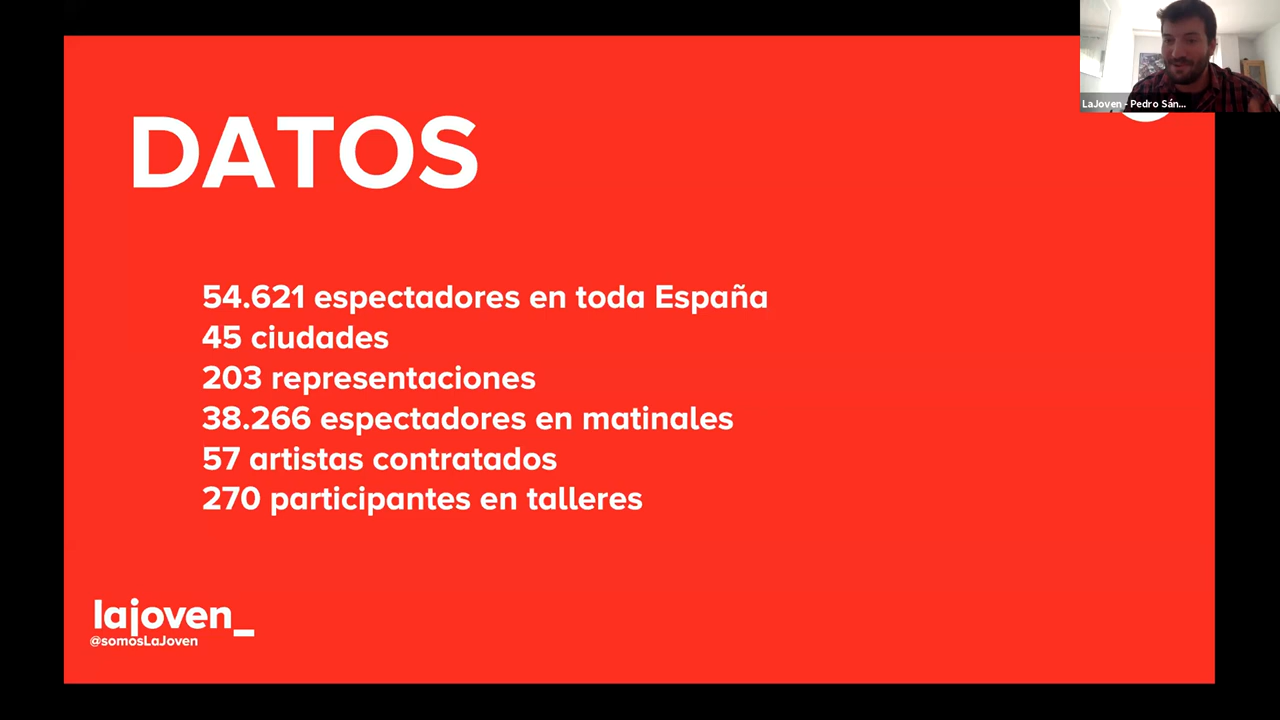 LaJoven - Pedro Sán...
DATOS
54.621 espectadores en toda España
45 ciudades
203 representaciones
38.266 espectadores en matinales
57 artistas contratados
270 participantes en talleres
lajoven_
@somosLaJoven